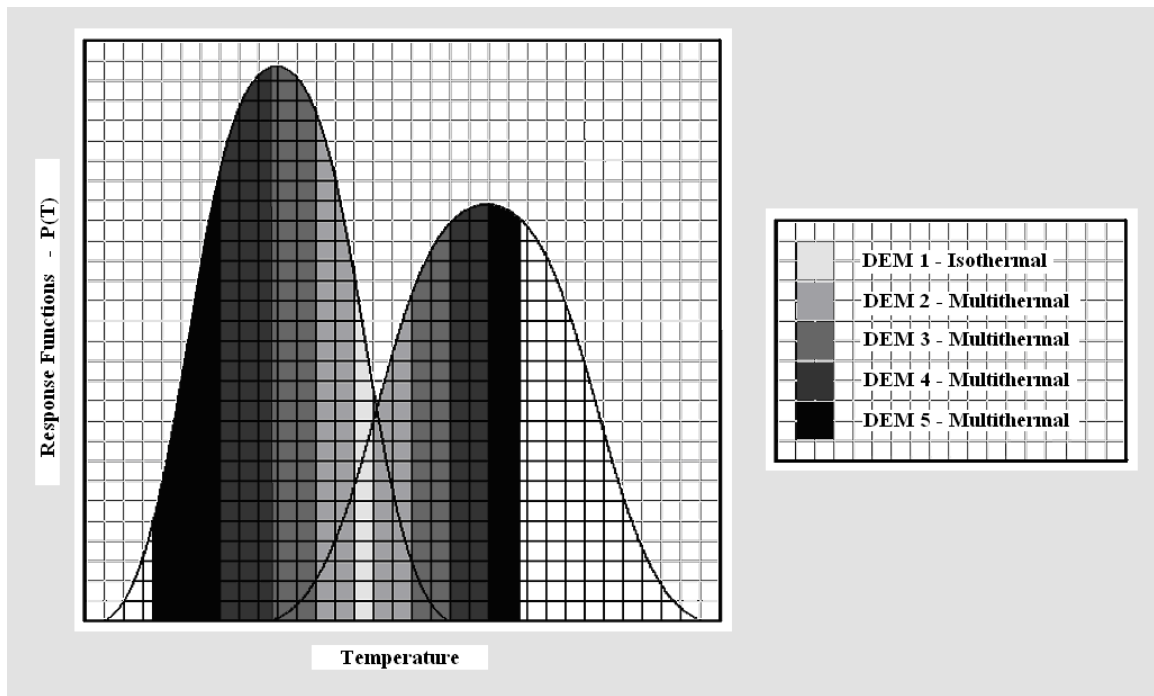 Response Functions - P(T)
Temperature
DEM 1 - Isothermal
DEM 2 - Multithermal
DEM 3 - Multithermal
DEM 4 - Multithermal
DEM 5 - Multithermal